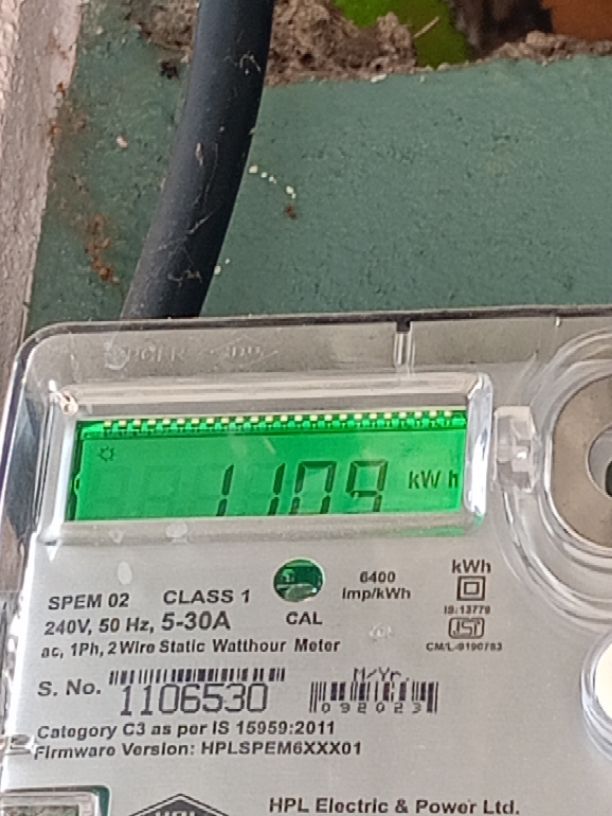 1109 kWh
6400
imp/kWh
kWh
SPEM 02 CLASS 1
CAL
IS:13779
240V, 50 Hz, 5-30A
ISI
CM/L-9190783
ac, 1Ph, 2 Wire Static Watthour Meter
M/Yr.
S. No. 1106530
092023
Category C3 as per IS 15959:2011
Firmware Version: HPLSPEM6XXX01
HPL Electric & Power Ltd.